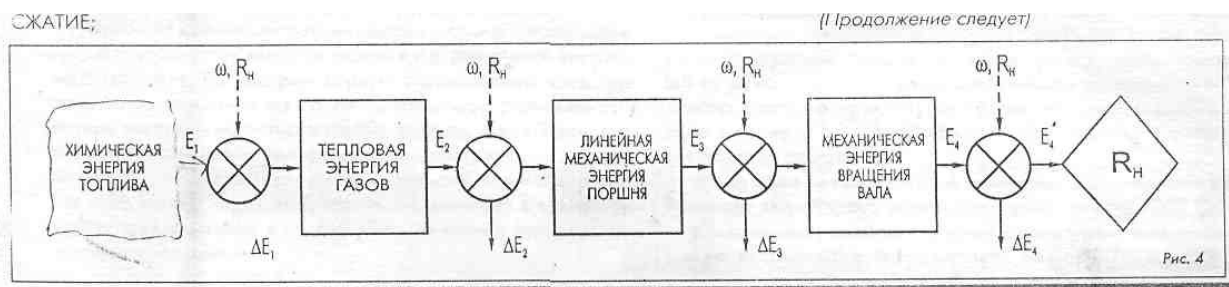 СЖАТИЕ;
(Продолжение следует)
ω, Rн
ω, Rн
ω, Rн
ω, Rн
ХИМИЧЕСКАЯ
ЭНЕРГИЯ
ТОПЛИВА
E₁
ΔE₁
ТЕПЛОВАЯ
ЭНЕРГИЯ
ГАЗОВ
E₂
ΔE₂
ЛИНЕЙНАЯ
МЕХАНИЧЕСКАЯ
ЭНЕРГИЯ
ПОРШНЯ
E₃
ΔE₃
МЕХАНИЧЕСКАЯ
ЭНЕРГИЯ
ВРАЩЕНИЯ
ВАЛА
E₄
ΔE₄
E₄'
Rн
Рис. 4